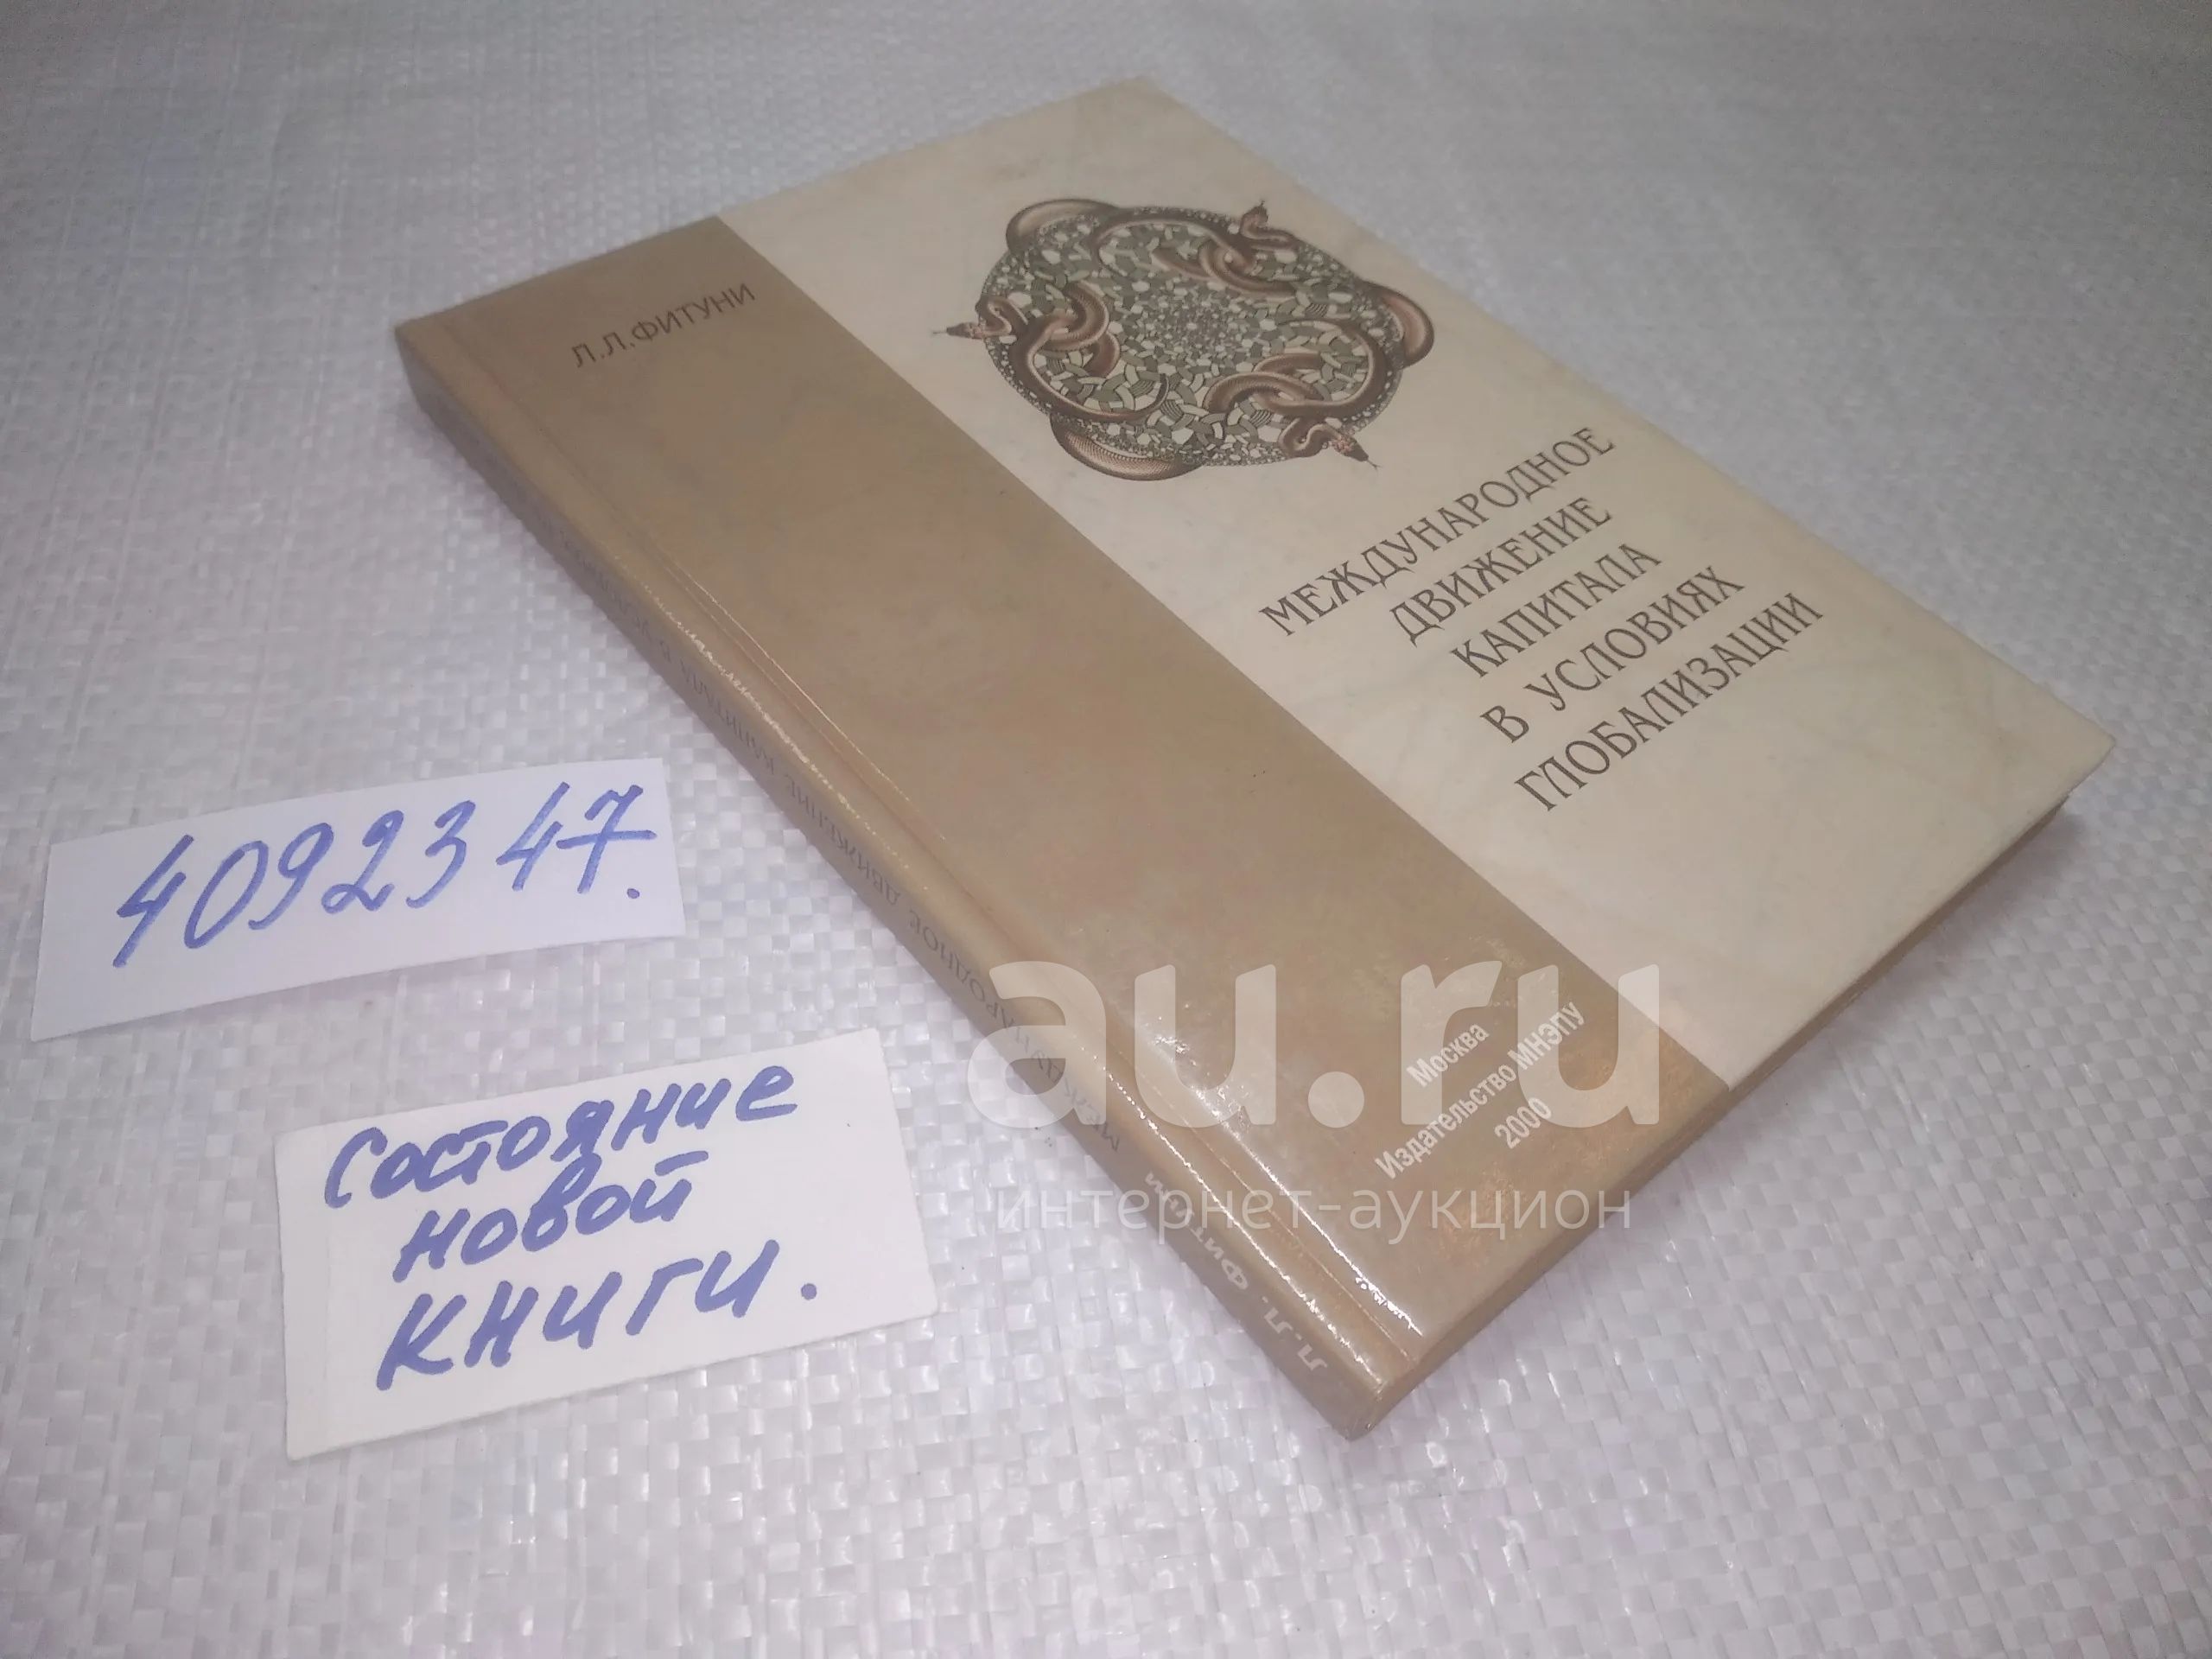 Л.Л.ФИТУНИ
МЕЖДУНАРОДНОЕ
ДВИЖЕНИЕ
КАПИТАЛА
В УСЛОВИЯХ
ГЛОБАЛИЗАЦИИ
Москва
Издательство МНЭПУ
2000
Л.Л. Фитуни МЕЖДУНАРОДНОЕ ДВИЖЕНИЕ КАПИТАЛА В
4092347.
Состояние
новой
книги.
au.ru
интернет-аукцион